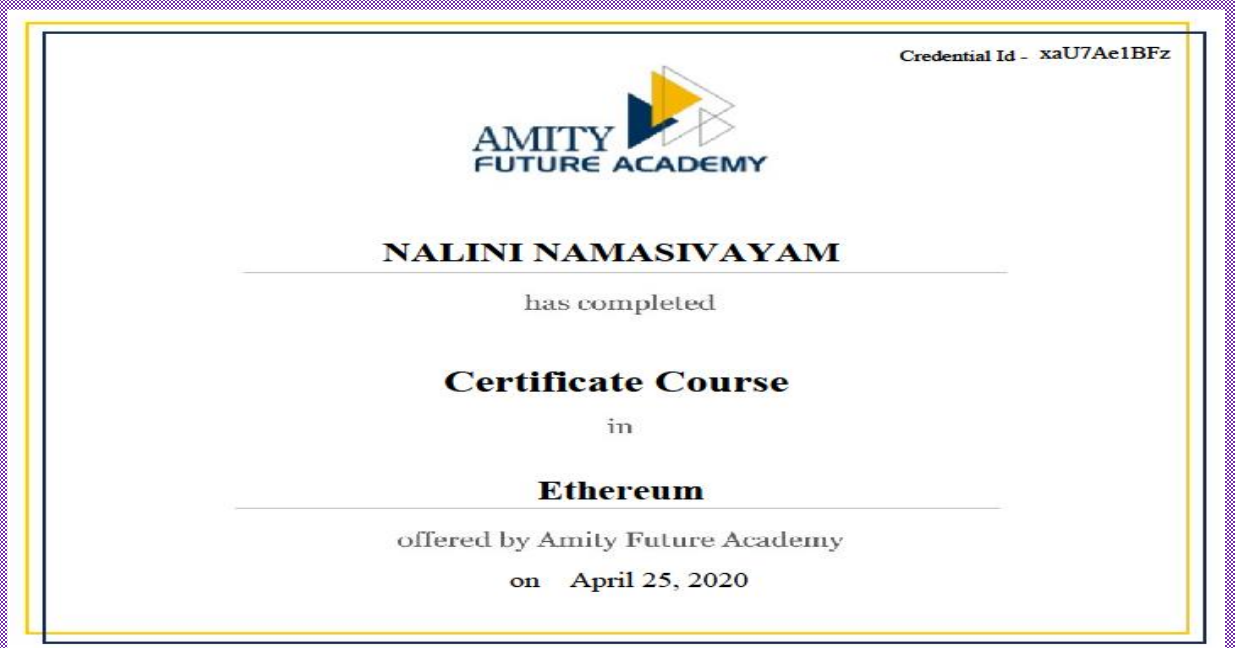 Credential Id - xaU7Ae1BFz
AMITY
FUTURE ACADEMY
NALINI NAMASIVAYAM
has completed
Certificate Course
in
Ethereum
offered by Amity Future Academy
on April 25, 2020